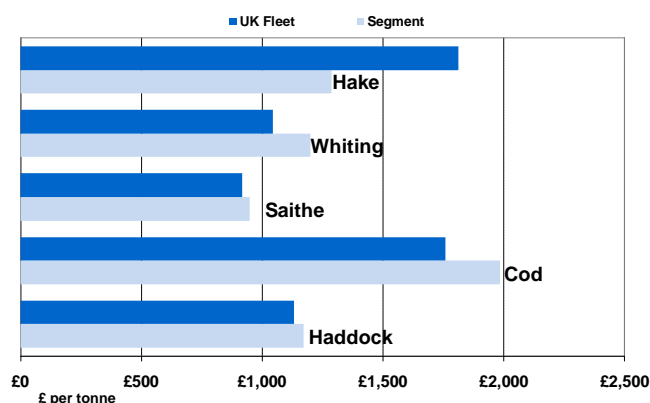 UK Fleet Segment
Hake
Whiting
Saithe
Cod
Haddock
£0 £500 £1,000 £1,500 £2,000 £2,500
£ per tonne